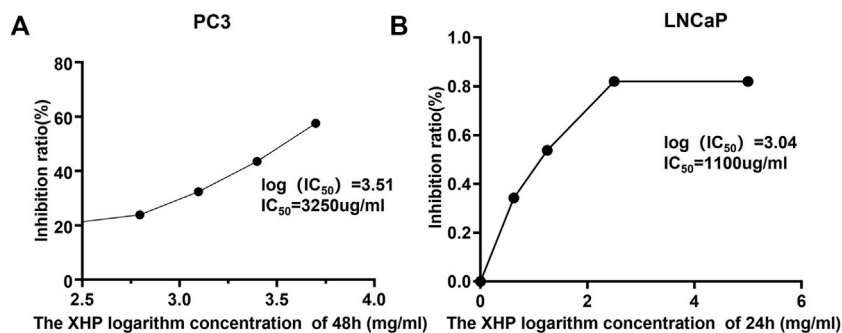 A
PC3
Inhibition ratio(%)
80
60
40
20
0
2.5
3.0
3.5
4.0
log（IC50）=3.51
IC50=3250ug/ml
The XHP logarithm concentration of 48h (mg/ml)
B
LNCaP
Inhibition ratio(%)
1.0
0.8
0.6
0.4
0.2
0.0
0
2
4
6
log（IC50）=3.04
IC50=1100ug/ml
The XHP logarithm concentration of 24h (mg/ml)